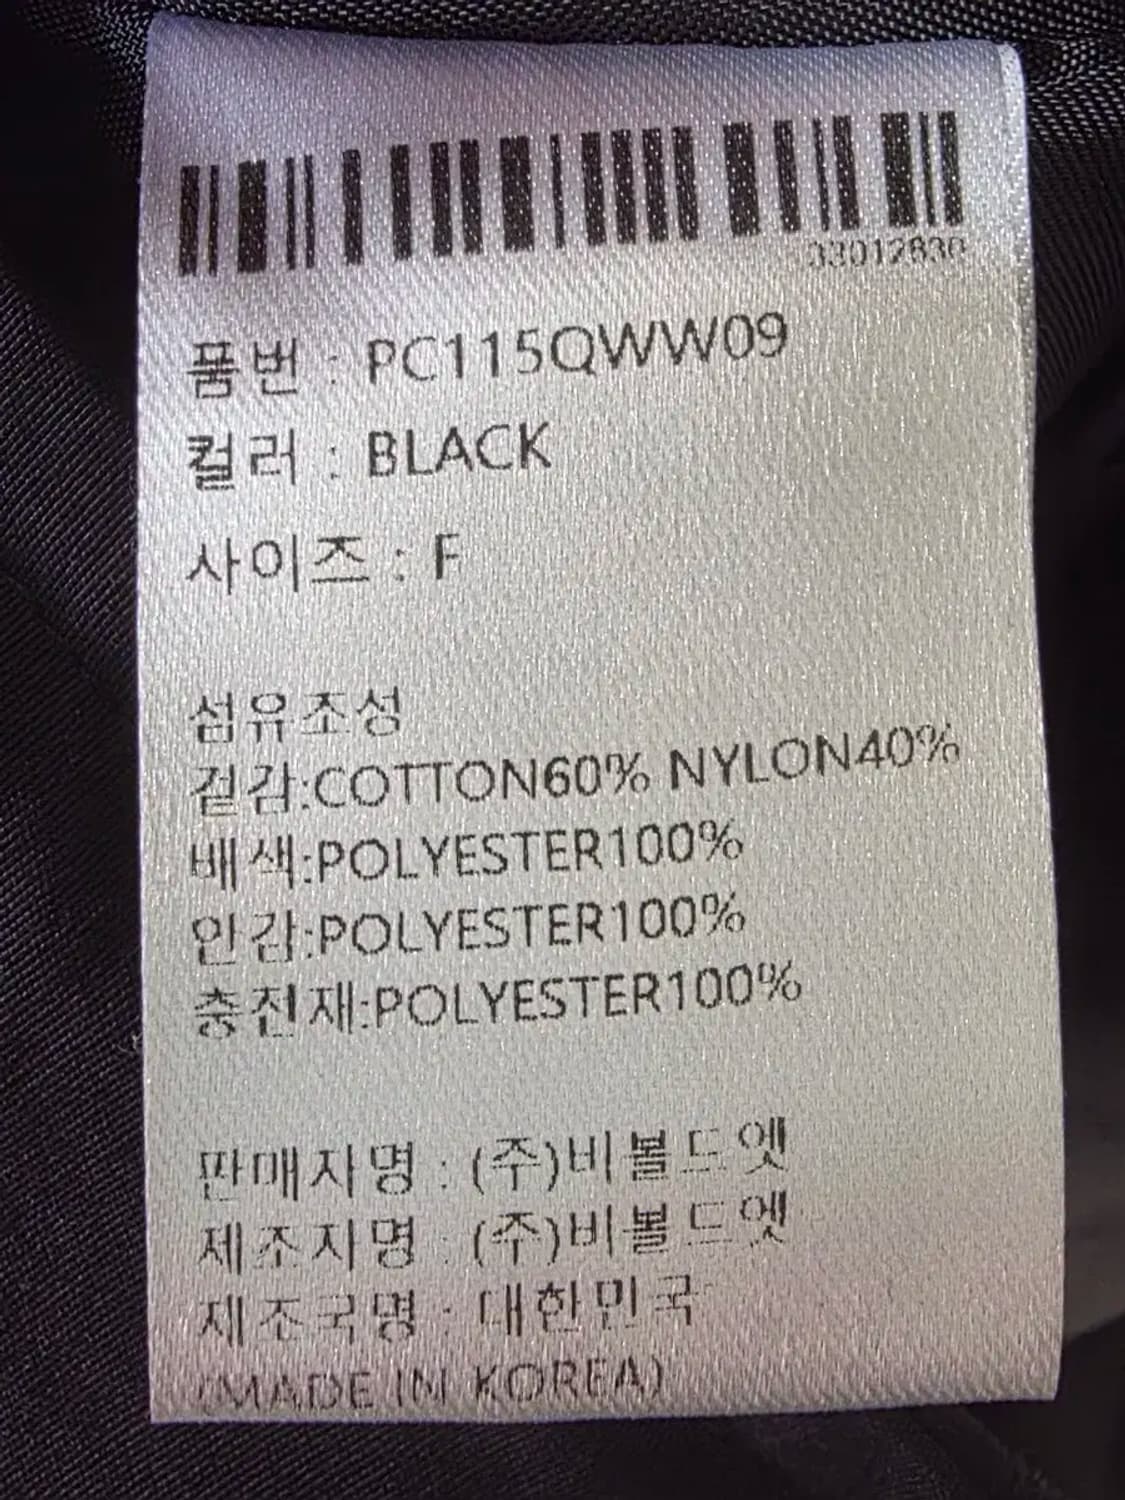 품번 : PC115QWW09
컬러 : BLACK
사이즈 : F
섬유조성
겉감:COTTON60% NYLON40%
배색:POLYESTER100%
안감:POLYESTER100%
충전재:POLYESTER100%
판매자명 : (주)비볼드엣
제조자명 : (주)비볼드엣
제조국명 : 대한민국
(MADE IN KOREA)